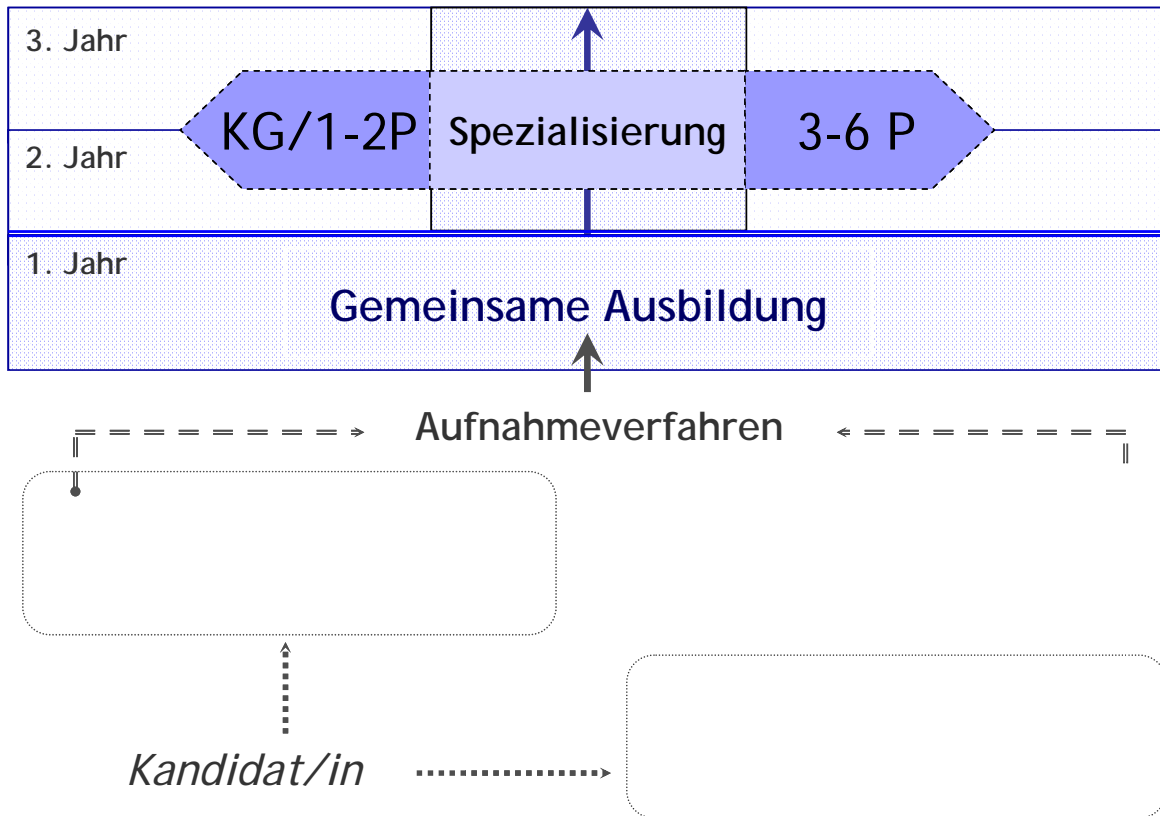 3. Jahr
KG/1-2P
Spezialisierung
3-6 P
2. Jahr
1. Jahr
Gemeinsame Ausbildung
Aufnahmeverfahren
Kandidat/in